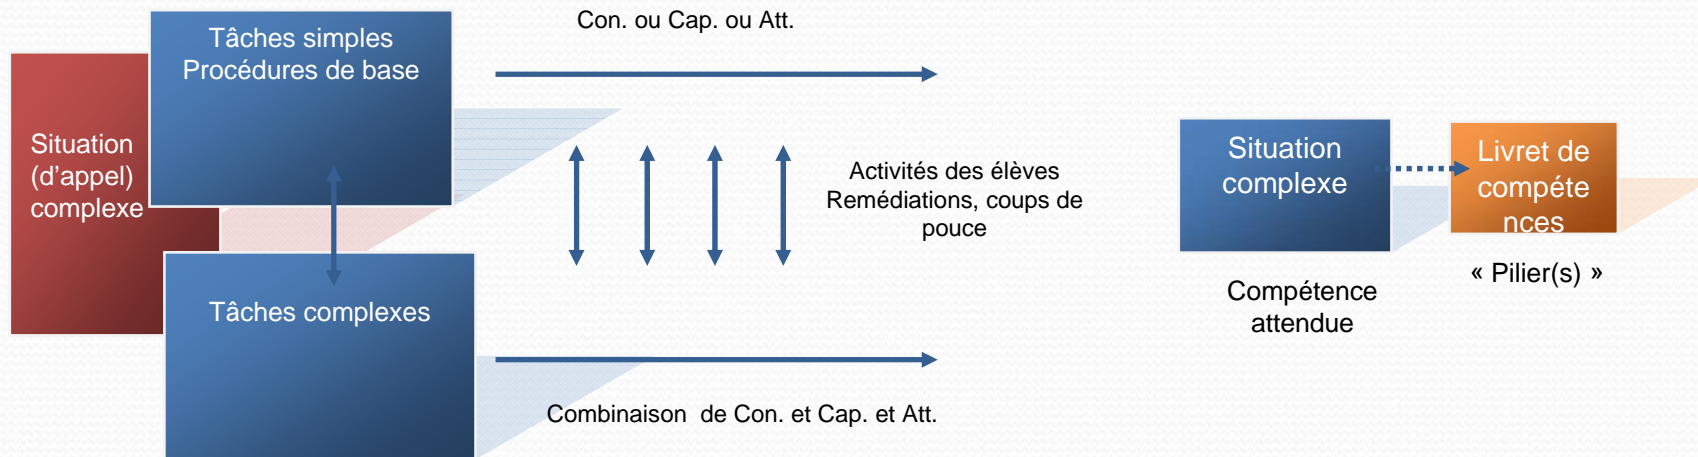 Con. ou Cap. ou Att.
Tâches simples
Procédures de base
Situation
(d'appel)
complexe
Tâches complexes
Activités des élèves
Remédiations, coups de
pouce
Combinaison de Con. et Cap. et Att.
Situation
complexe
Compétence
attendue
Livret de
compéte
nces
« Pilier(s) »